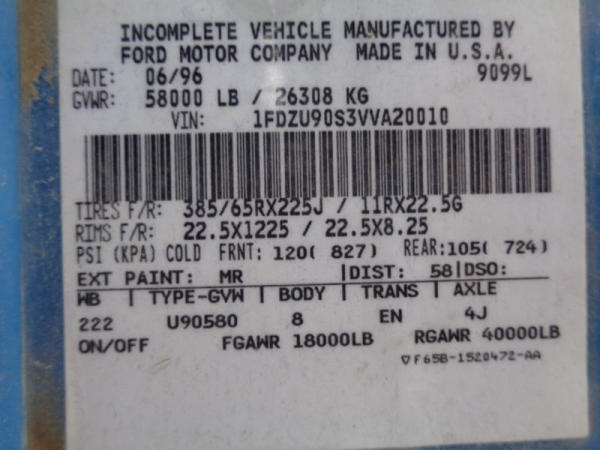 INCOMPLETE VEHICLE MANUFACTURED BY
FORD MOTOR COMPANY MADE IN U.S.A.
DATE: 06/96 9099L
GVWR: 58000 LB / 26308 KG
VIN: 1FDZU90S3VVA20010
TIRES F/R: 385/65RX225J / 11RX22.5G
RIMS F/R: 22.5X1225 / 22.5X8.25
PSI (KPA) COLD FRNT: 120( 827) REAR: 105( 724)
EXT PAINT: MR |DIST: 58|DSO:
WB | TYPE-GVW | BODY | TRANS | AXLE
222 U90580 8 EN 4J
ON/OFF FGAWR 18000LB RGAWR 40000LB
▽F65B-1520472-AA